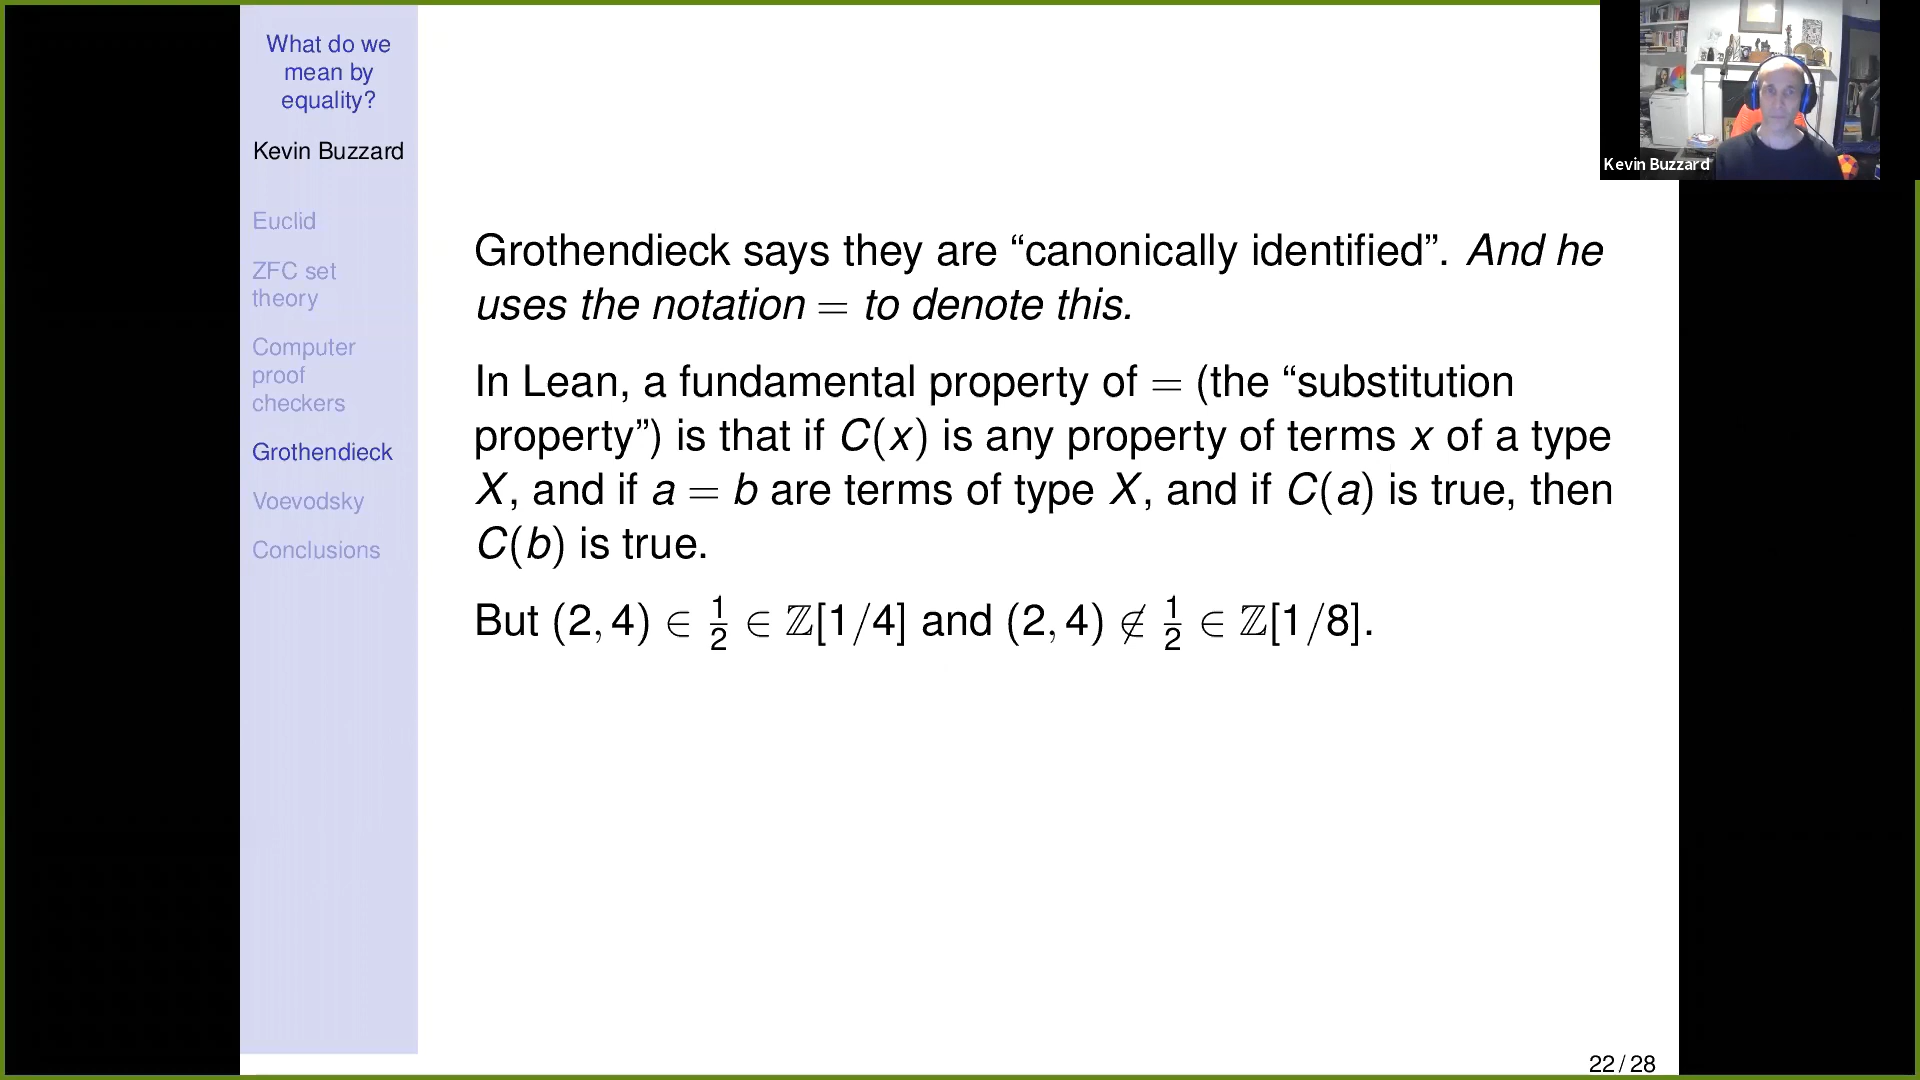 What do we
mean by
equality?
Kevin Buzzard
Euclid
ZFC set
theory
Computer
proof
checkers
Grothendieck
Voevodsky
Conclusions
Grothendieck says they are “canonically identified”. And he
uses the notation = to denote this.
In Lean, a fundamental property of = (the “substitution
property”) is that if C(x) is any property of terms x of a type
X, and if a = b are terms of type X, and if C(a) is true, then
C(b) is true.
But (2, 4) ∈ 1/2 ∈ ℤ[1/4] and (2, 4) ∉ 1/2 ∈ ℤ[1/8].
22 / 28
Kevin Buzzard